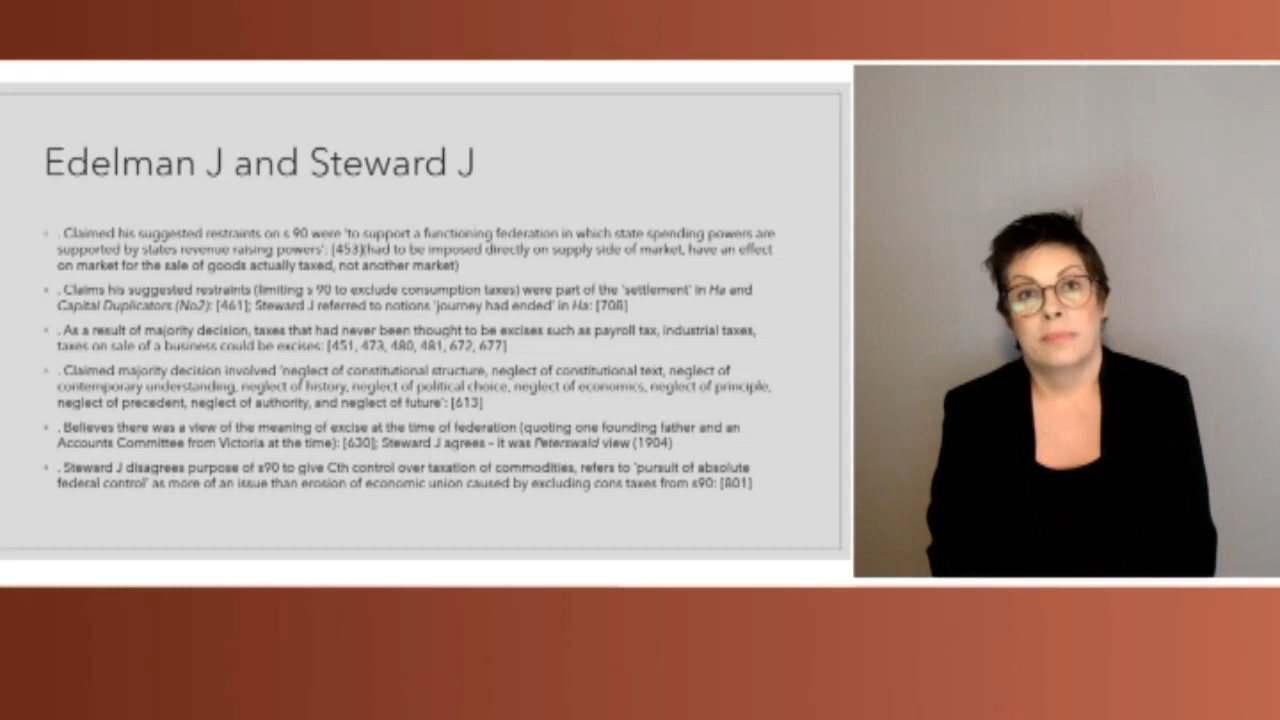 Edelman J and Steward J
. Claimed his suggested restraints on s 90 were 'to support a functioning federation in which state spending powers are
supported by states revenue raising powers': [453](had to be imposed directly on supply side of market, have an effect
on market for the sale of goods actually taxed, not another market)
. Claims his suggested restraints (limiting s 90 to exclude consumption taxes) were part of the 'settlement' in Ha and
Capital Duplicators (No2): [461]; Steward J referred to notions 'journey had ended' in Ha: [708]
. As a result of majority decision, taxes that had never been thought to be excises such as payroll tax, industrial taxes,
taxes on sale of a business could be excises: [451, 473, 480, 481, 672, 677]
. Claimed majority decision involved 'neglect of constitutional structure, neglect of constitutional text, neglect of
contemporary understanding, neglect of history, neglect of political choice, neglect of economics, neglect of principle,
neglect of precedent, neglect of authority, and neglect of future': [613]
. Believes there was a view of the meaning of excise at the time of federation (quoting one founding father and an
Accounts Committee from Victoria at the time): [630]; Steward J agrees - it was Peterswald view (1904)
. Steward J disagrees purpose of s90 to give Cth control over taxation of commodities, refers to 'pursuit of absolute
federal control' as more of an issue than erosion of economic union caused by excluding cons taxes from s90: [801]